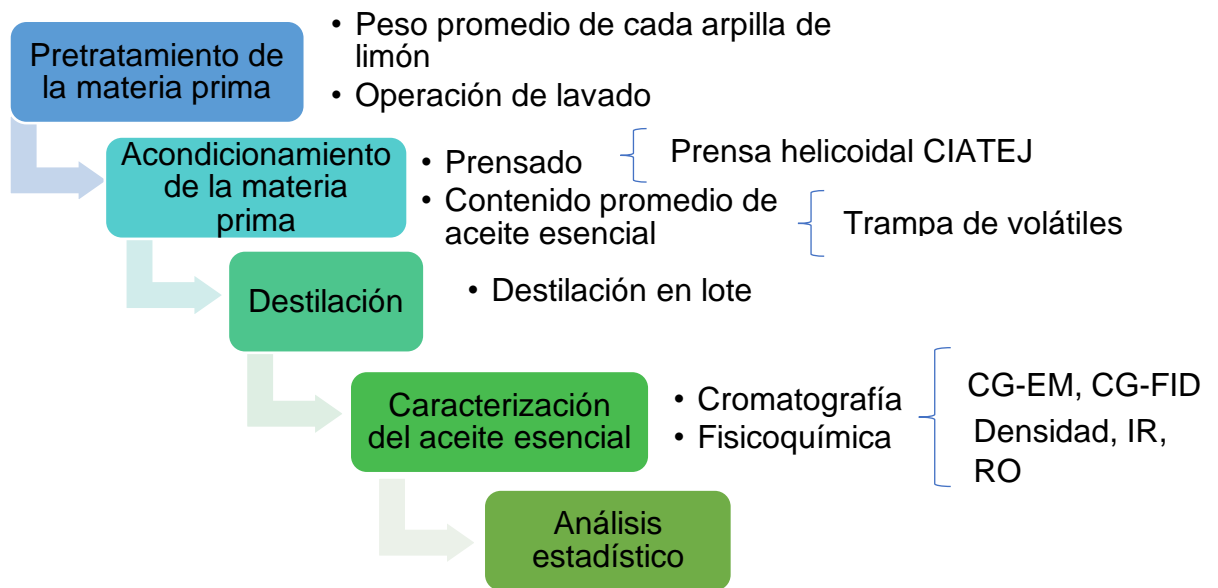 Pretratamiento de
la materia prima
• Peso promedio de cada arpilla de
limón
• Operación de lavado
Acondicionamiento
de la materia
prima
• Prensado
Prensa helicoidal CIATEJ
• Contenido promedio de
aceite esencial
Trampa de volátiles
Destilación
• Destilación en lote
Caracterización
del aceite esencial
• Cromatografía
• Fisicoquímica
CG-EM, CG-FID
Densidad, IR,
RO
Análisis
estadístico